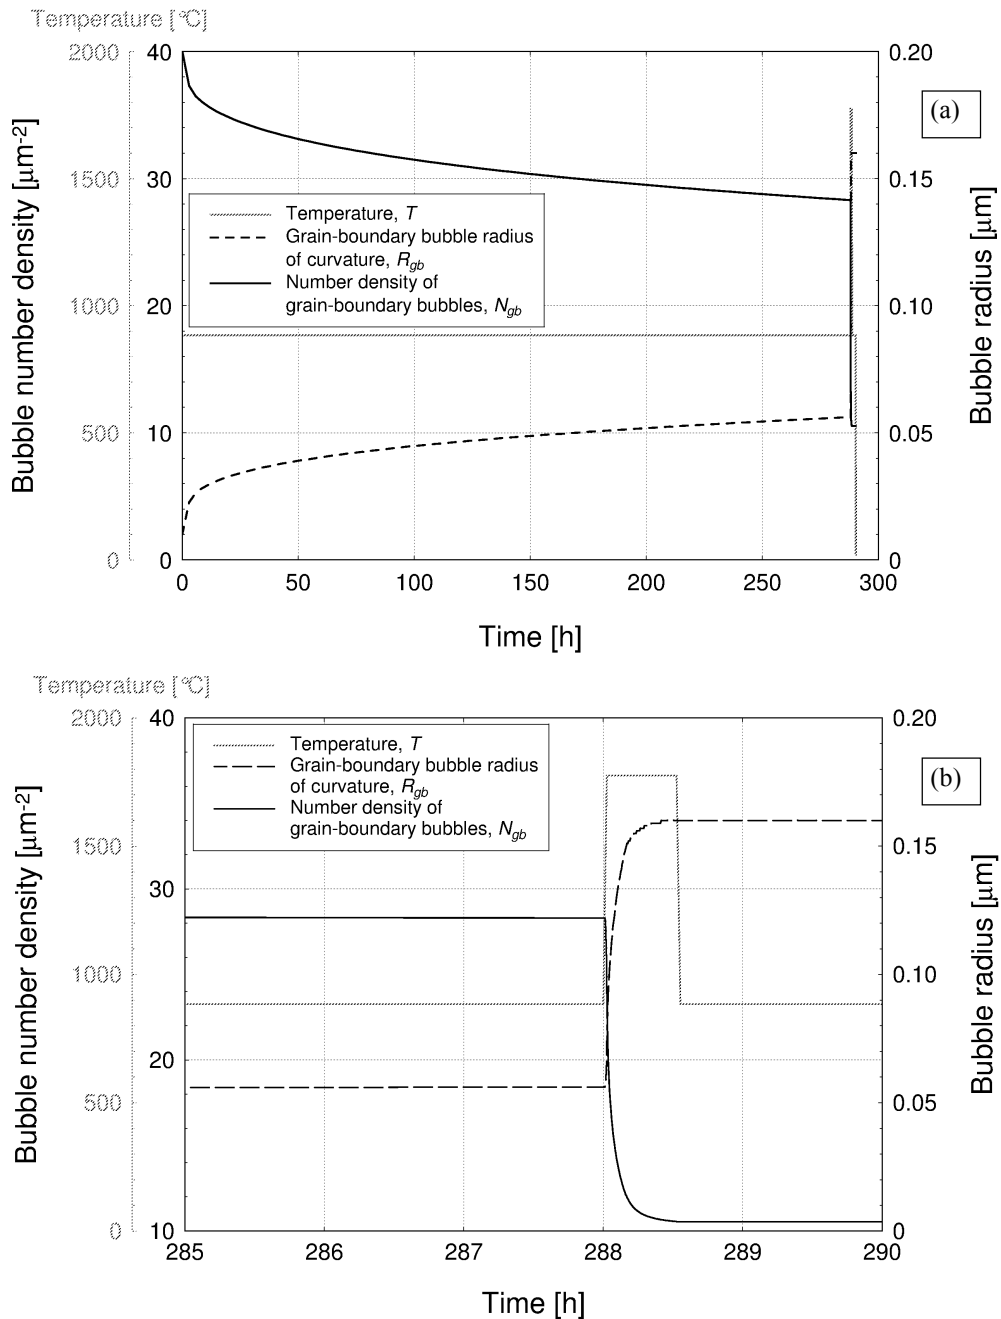 Temperature [°C]
2000
1500
1000
500
0
Bubble number density [µm-2]
40
30
20
10
0
Temperature, T
Grain-boundary bubble radius
of curvature, Rgb
Number density of
grain-boundary bubbles, Ngb
0.20
0.15
0.10
0.05
0
Bubble radius [µm]
(a)
0 50 100 150 200 250 300
Time [h]
Temperature [°C]
2000
1500
1000
500
0
Bubble number density [µm-2]
40
30
20
10
Temperature, T
Grain-boundary bubble radius
of curvature, Rgb
Number density of
grain-boundary bubbles, Ngb
0.20
0.15
0.10
0.05
0
Bubble radius [µm]
(b)
285 286 287 288 289 290
Time [h]